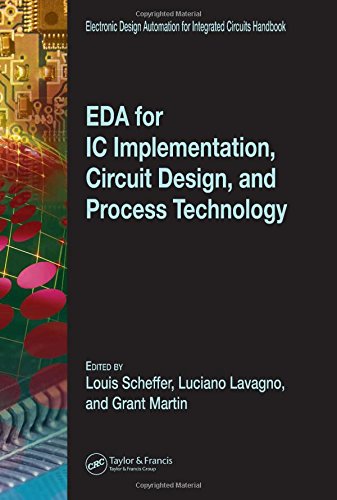 Electronic Design Automation for Integrated Circuits Handbook
EDA for
IC Implementation,
Circuit Design, and
Process Technology
EDITED BY
Louis Scheffer, Luciano Lavagno,
and Grant Martin
CRC
Taylor & Francis
Taylor & Francis Group